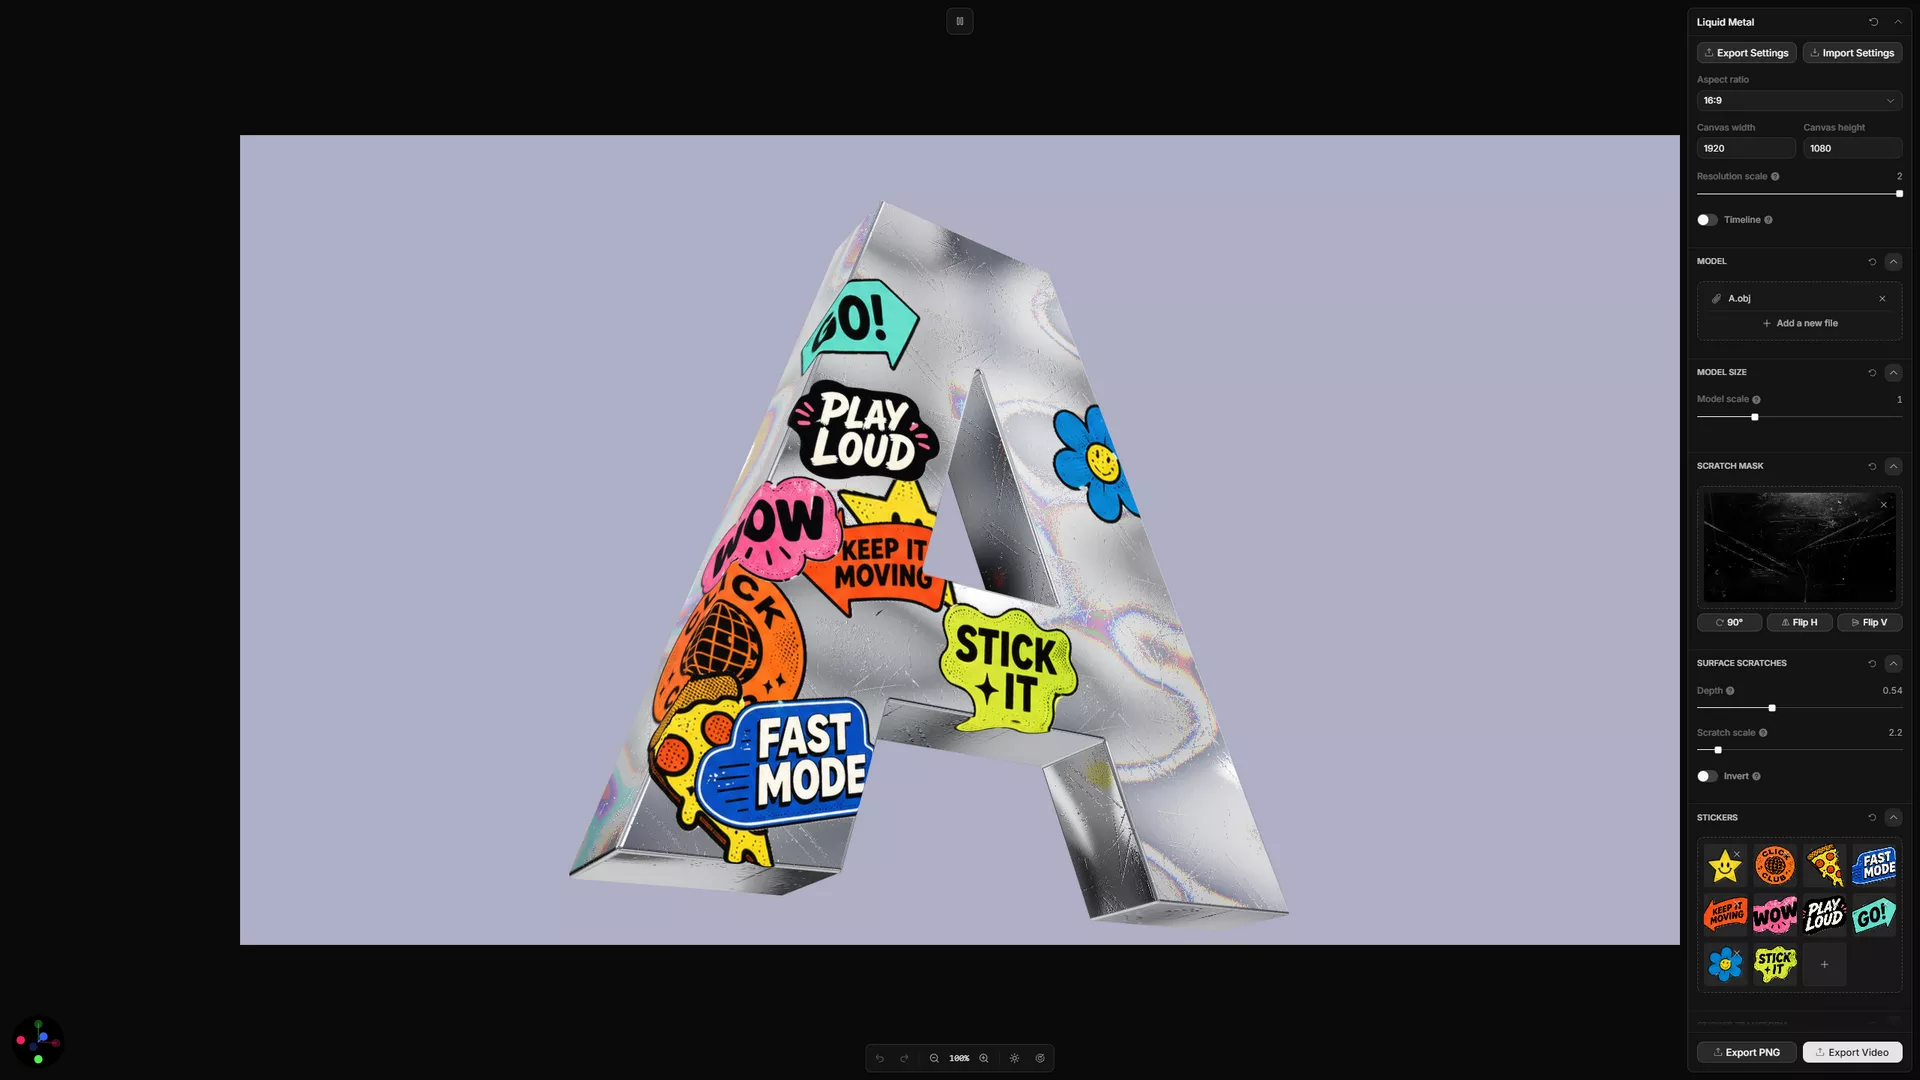 Liquid Metal
Export Settings
Import Settings
Aspect ratio
16:9
Canvas width
Canvas height
1920
1080
Resolution scale
2
Timeline
MODEL
A.obj
Add a new file
MODEL SIZE
Model scale
1
SCRATCH MASK
90°
Flip H
Flip V
SURFACE SCRATCHES
Depth
0.54
Scratch scale
2.2
Invert
STICKERS
CLICK
CLUB
FAST
MODE
KEEP IT
MOVING
WOW
PLAY
LOUD
GO!
STICK
IT
Export PNG
Export Video
GO!
PLAY
LOUD
WOW
KEEP IT
MOVING
STICK
IT
FAST
MODE
100%